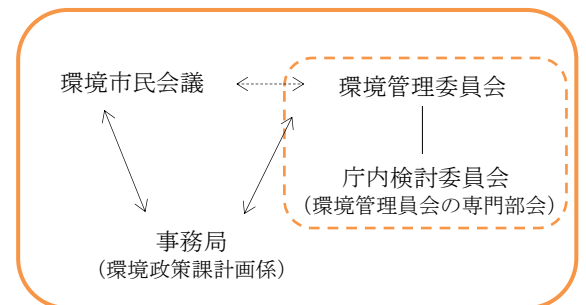 環境市民会議
環境管理委員会
庁内検討委員会
（環境管理員会の専門部会）
事務局
（環境政策課計画係）